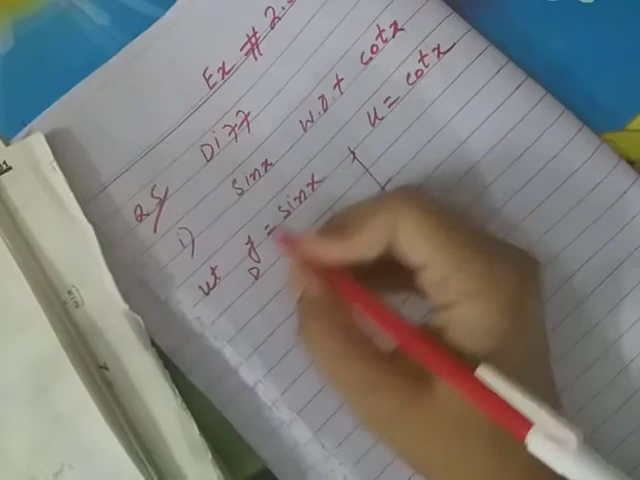 Ex # 2.
Diff
Q5/
i) sinx w.r.t cotx
let y = sinx u = cotx
D